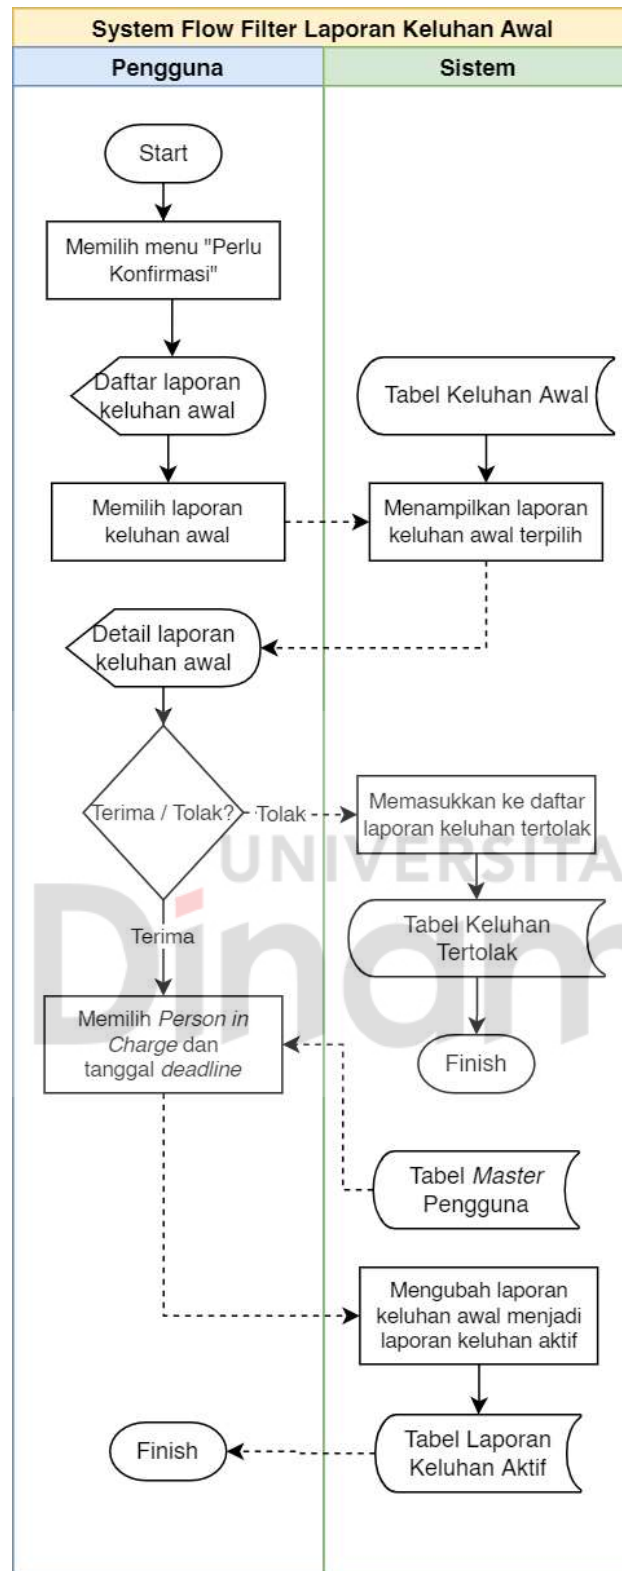 System Flow Filter Laporan Keluhan Awal
Pengguna
Sistem
Start
Memilih menu "Perlu
Konfirmasi"
Daftar laporan
keluhan awal
Tabel Keluhan Awal
Memilih laporan
keluhan awal
Menampilkan laporan
keluhan awal terpilih
Detail laporan
keluhan awal
Terima / Tolak?
Tolak
Memasukkan ke daftar
laporan keluhan tertolak
UNIVERSITA
Dinam
Terima
Tabel Keluhan
Tertolak
Memilih Person in
Charge dan
tanggal deadline
Finish
Tabel Master
Pengguna
Mengubah laporan
keluhan awal menjadi
laporan keluhan aktif
Finish
Tabel Laporan
Keluhan Aktif